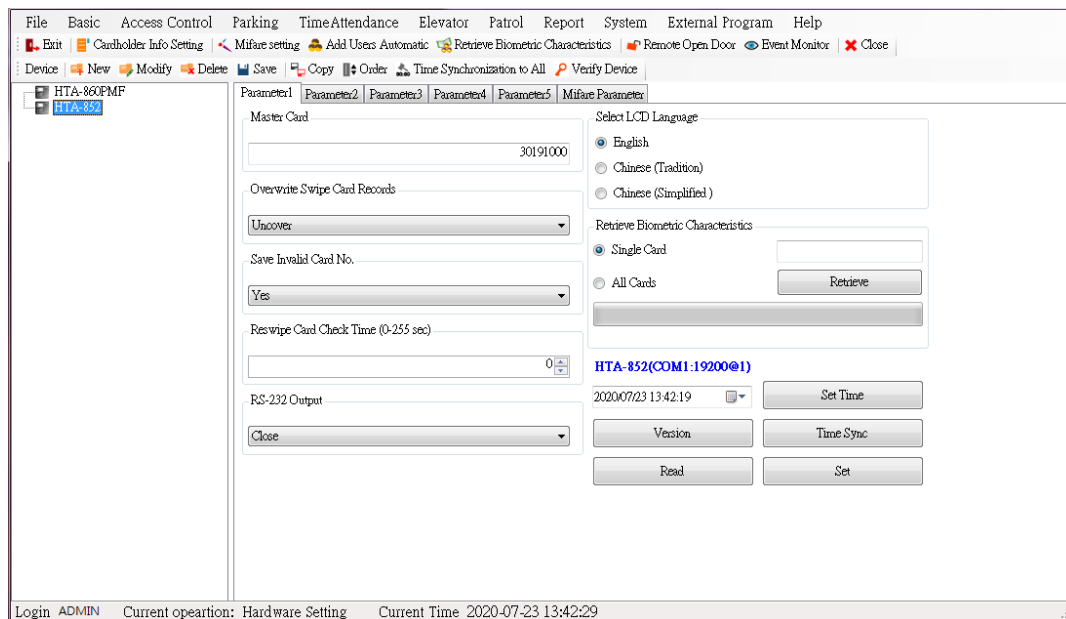 File Basic Access Control Parking TimeAttendance Elevator Patrol Report System External Program Help
Exit Cardholder Info Setting Mifare setting Add Users Automatic Retrieve Biometric Characteristics Remote Open Door Event Monitor Close
Device New Modify Delete Save Copy Order Time Synchronization to All Verify Device
HTA-860PMF
HTA-852
Parameter1 Parameter2 Parameter3 Parameter4 Parameter5 Mifare Parameter
Master Card
30191000
Overwrite Swipe Card Records
Uncover
Save Invalid Card No.
Yes
Reswipe Card Check Time (0-255 sec)
0
RS-232 Output
Close
Select LCD Language
English
Chinese (Tradition)
Chinese (Simplified )
Retrieve Biometric Characteristics
Single Card
All Cards Retrieve
HTA-852(COM1:19200@1)
2020/07/23 13:42:19 Set Time
Version Time Sync
Read Set
Login ADMIN Current opeartion: Hardware Setting Current Time 2020-07-23 13:42:29